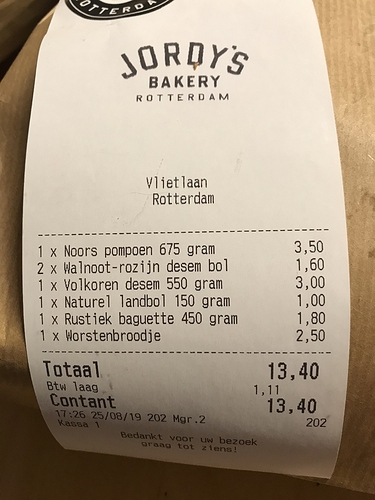 OTTERDA
JORDY'S
BAKERY
ROTTERDAM
Vlietlaan
Rotterdam
1 x Noors pompoen 675 gram 3,50
2 x Walnoot-rozijn desem bol 1,60
1 x Volkoren desem 550 gram 3,00
1 x Naturel landbol 150 gram 1,00
1 x Rustiek baguette 450 gram 1,80
1 x Worstenbroodje 2,50
Totaal 13,40
Btw laag 1,11
Contant 13,40
17:26 25/08/19 202 Mgr.2 202
Kassa 1
Bedankt voor uw bezoek
graag tot ziens!